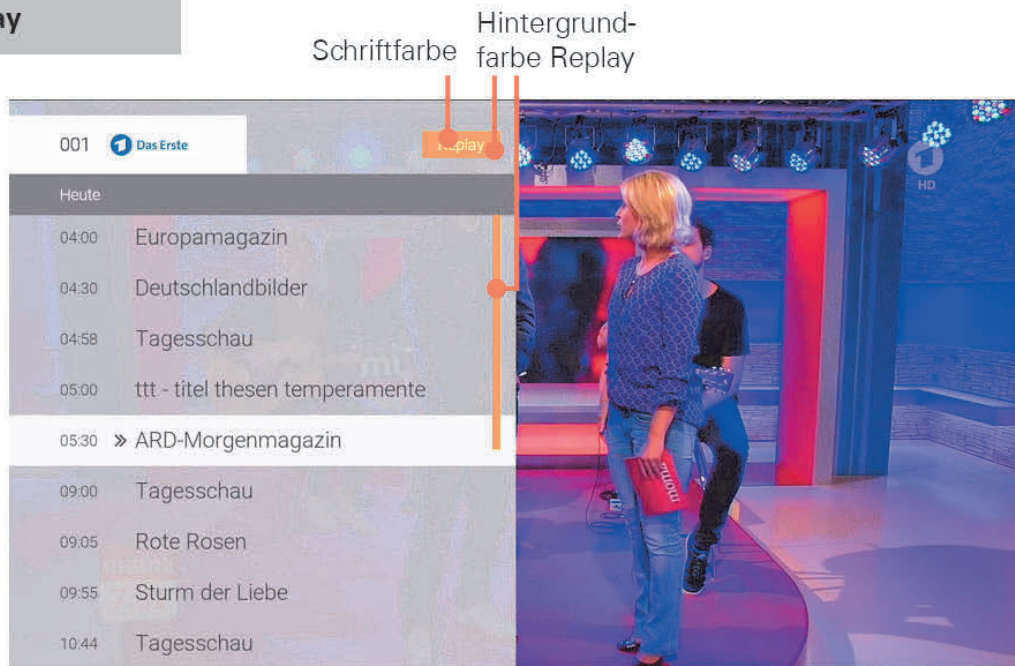 ay
Schriftfarbe
Hintergrund-
farbe Replay
001 Das Erste
Replay
HD
Heute
04:00 Europamagazin
04:30 Deutschlandbilder
04:58 Tagesschau
05:00 ttt - titel thesen temperamente
05:30 » ARD-Morgenmagazin
moma
09:00 Tagesschau
09:05 Rote Rosen
09:55 Sturm der Liebe
10:44 Tagesschau